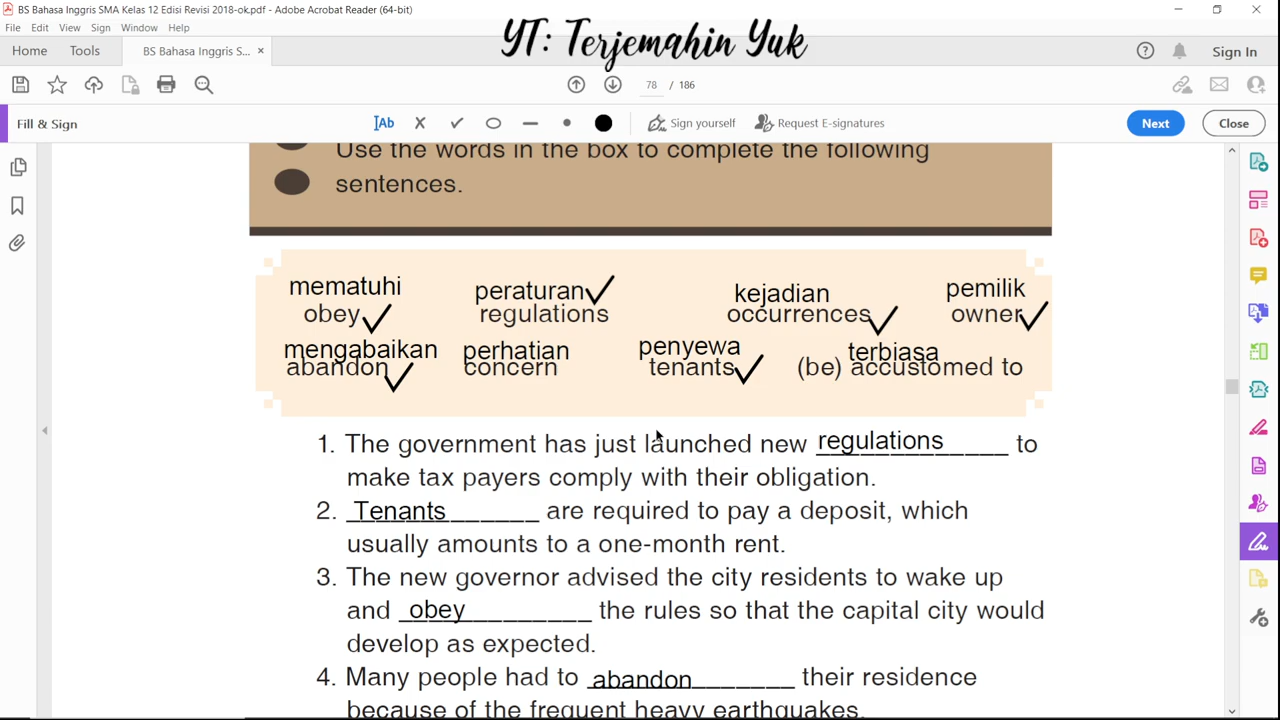 BS Bahasa Inggris SMA Kelas 12 Edisi Revisi 2018-ok.pdf - Adobe Acrobat Reader (64-bit)
File Edit View Sign Window Help
YT: Terjemahin Yuk
Home Tools BS Bahasa Inggris S... × Sign In
78 / 186
Fill & Sign Ab Sign yourself Request E-signatures Next Close
Use the words in the box to complete the following
sentences.
mematuhi peraturan kejadian pemilik
obey regulations occurrences owner
mengabaikan perhatian penyewa terbiasa
abandon concern tenants (be) accustomed to
1. The government has just launched new regulations to
make tax payers comply with their obligation.
2. Tenants are required to pay a deposit, which
usually amounts to a one-month rent.
3. The new governor advised the city residents to wake up
and obey the rules so that the capital city would
develop as expected.
4. Many people had to abandon their residence
because of the frequent heavy earthquakes.